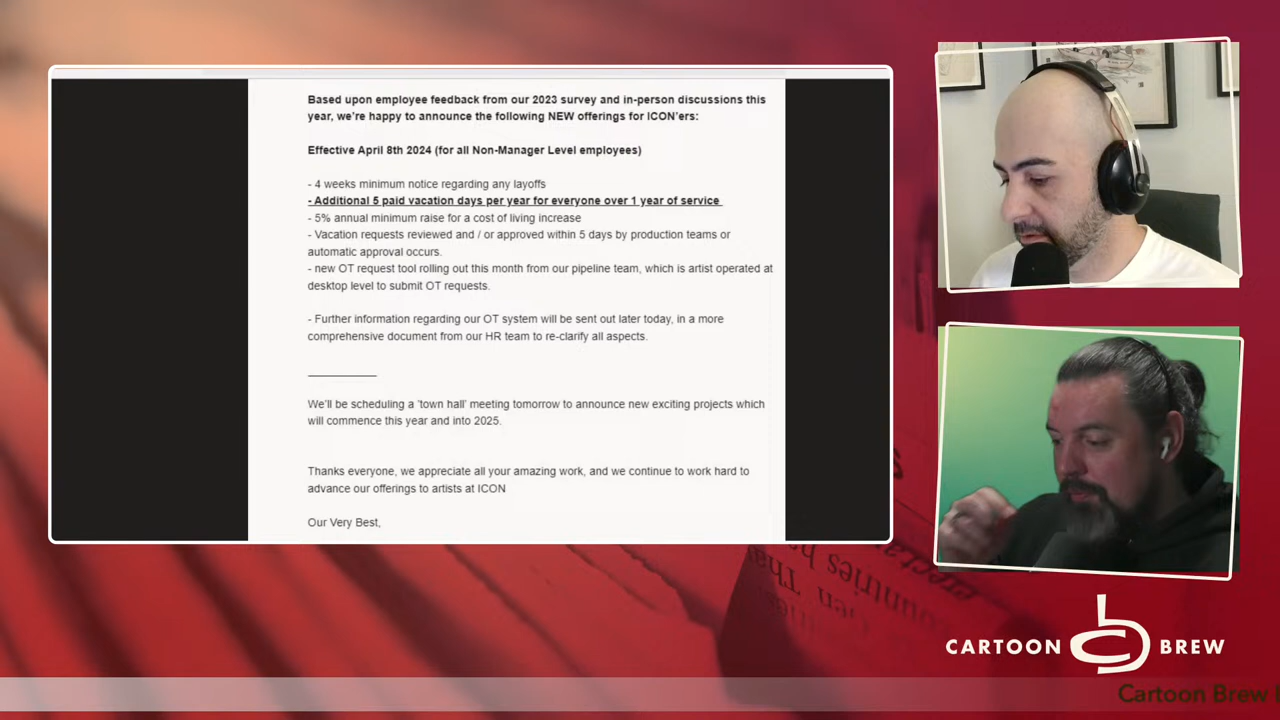 Based upon employee feedback from our 2023 survey and in-person discussions this
year, we're happy to announce the following NEW offerings for ICON'ers:
Effective April 8th 2024 (for all Non-Manager Level employees)
- 4 weeks minimum notice regarding any layoffs
- Additional 5 paid vacation days per year for everyone over 1 year of service
- 5% annual minimum raise for a cost of living increase
- Vacation requests reviewed and / or approved within 5 days by production teams or
automatic approval occurs.
- new OT request tool rolling out this month from our pipeline team, which is artist operated at
desktop level to submit OT requests.
- Further information regarding our OT system will be sent out later today, in a more
comprehensive document from our HR team to re-clarify all aspects.
We'll be scheduling a 'town hall' meeting tomorrow to announce new exciting projects which
will commence this year and into 2025.
Thanks everyone, we appreciate all your amazing work, and we continue to work hard to
advance our offerings to artists at ICON
Our Very Best,
CARTOON BREW
Cartoon Brew